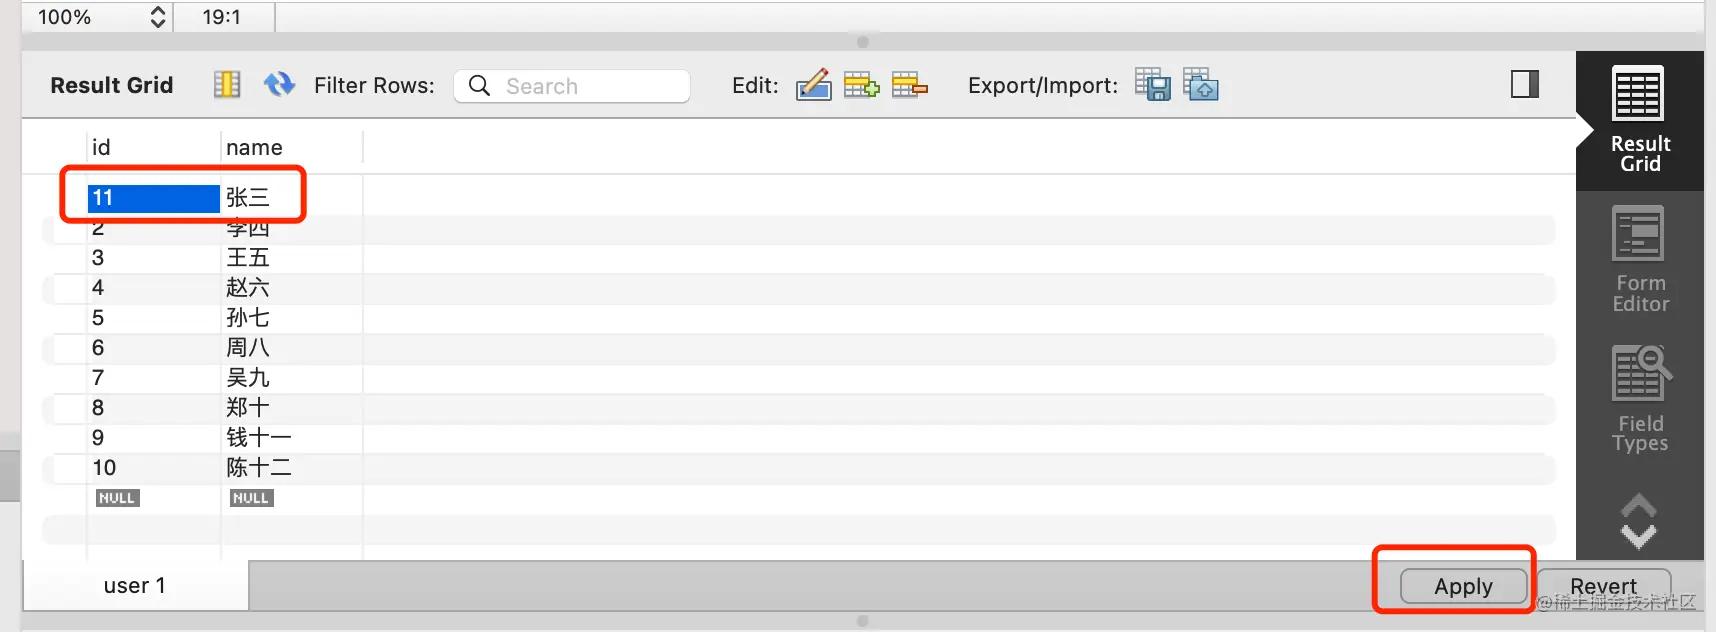 100% 19:1
Result Grid Filter Rows: Search Edit: Export/Import:
id name
11 张三
2 李四
3 王五
4 赵六
5 孙七
6 周八
7 吴九
8 郑十
9 钱十一
10 陈十二
NULL NULL
Result
Grid
Form
Editor
Field
Types
user 1 Apply Revert
@稀土掘金技术社区